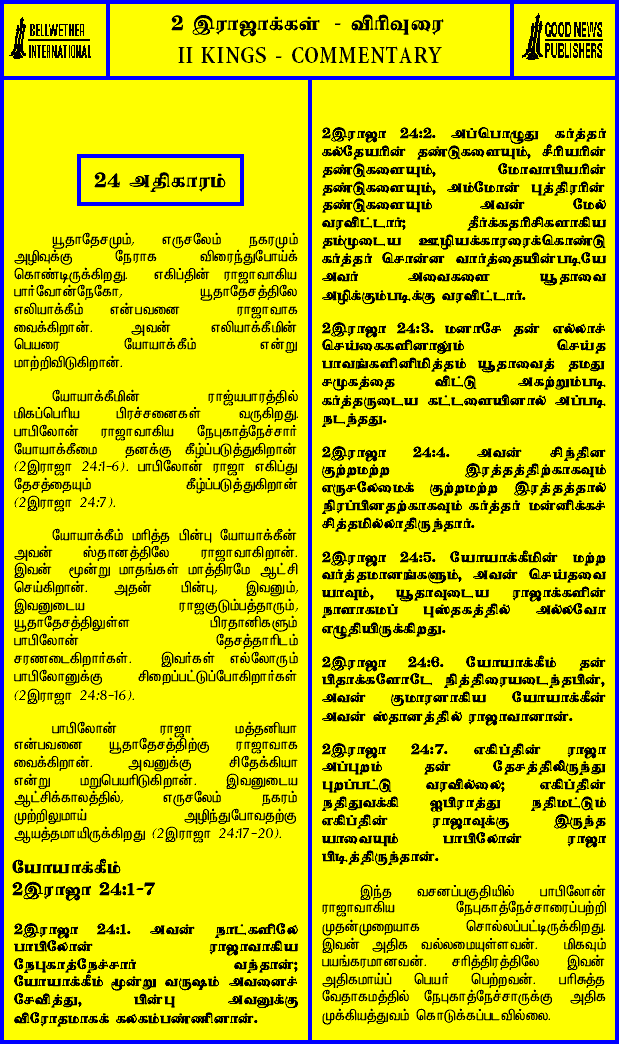 BELLWETHER
INTERNATIONAL
2 இராஜாக்கள் - விரிவுரை
II KINGS - COMMENTARY
GOOD NEWS
PUBLISHERS
24 அதிகாரம்
யூதாதேசமும், எருசலேம் நகரமும்
அழிவுக்கு நேராக விரைந்துபோய்க்
கொண்டிருக்கிறது. எகிப்தின் ராஜாவாகிய
பார்வோன்நேகோ, யூதாதேசத்திலே
எலியாக்கீம் என்பவனை ராஜாவாக
வைக்கிறான். அவன் எலியாக்கீமின்
பெயரை யோயாக்கீம் என்று
மாற்றிவிடுகிறான்.
யோயாக்கீமின் ராஜ்யபாரத்தில்
மிகப்பெரிய பிரச்சனைகள் வருகிறது.
பாபிலோன் ராஜாவாகிய நேபுகாத்நேச்சார்
யோயாக்கீமை தனக்கு கீழ்ப்படுத்துகிறான்
(2இராஜா 24:1-6). பாபிலோன் ராஜா எகிப்து
தேசத்தையும் கீழ்ப்படுத்துகிறான்
(2இராஜா 24:7).
யோயாக்கீம் மரித்த பின்பு யோயாக்கீன்
அவன் ஸ்தானத்திலே ராஜாவாகிறான்.
இவன் மூன்று மாதங்கள் மாத்திரமே ஆட்சி
செய்கிறான். அதன் பின்பு, இவனும்,
இவனுடைய ராஜகுடும்பத்தாரும்,
யூதாதேசத்திலுள்ள பிரதானிகளும்
பாபிலோன் தேசத்தாரிடம்
சரணடைகிறார்கள். இவர்கள் எல்லோரும்
பாபிலோனுக்கு சிறைப்பட்டுப்போகிறார்கள்
(2இராஜா 24:8-16).
பாபிலோன் ராஜா மத்தனியா
என்பவனை யூதாதேசத்திற்கு ராஜாவாக
வைக்கிறான். அவனுக்கு சிதேக்கியா
என்று மறுபெயரிடுகிறான். இவனுடைய
ஆட்சிக்காலத்தில், எருசலேம் நகரம்
முற்றிலுமாய் அழிந்துபோவதற்கு
ஆயத்தமாயிருக்கிறது (2இராஜா 24:17-20).
யோயாக்கீம்
2இராஜா 24:1-7
2இராஜா 24:1. அவன் நாட்களிலே
பாபிலோன் ராஜாவாகிய
நேபுகாத்நேச்சார் வந்தான்;
யோயாக்கீம் மூன்று வருஷம் அவனைச்
சேவித்து, பின்பு அவனுக்கு
விரோதமாகக் கலகம்பண்ணினான்.
2இராஜா 24:2. அப்பொழுது கர்த்தர்
கல்தேயரின் தண்டுகளையும், சீரியரின்
தண்டுகளையும், மோவாபியரின்
தண்டுகளையும், அம்மோன் புத்திரரின்
தண்டுகளையும் அவன் மேல்
வரவிட்டார்; தீர்க்கதரிசிகளாகிய
தம்முடைய ஊழியக்காரரைக்கொண்டு
கர்த்தர் சொன்ன வார்த்தையின்படியே
அவர் அவைகளை யூதாவை
அழிக்கும்படிக்கு வரவிட்டார்.
2இராஜா 24:3. மனாசே தன் எல்லாச்
செய்கைகளினாலும் செய்த
பாவங்களினிமித்தம் யூதாவைத் தமது
சமுகத்தை விட்டு அகற்றும்படி
கர்த்தருடைய கட்டளையினால் அப்படி
நடந்தது.
2இராஜா 24:4. அவன் சிந்தின
குற்றமற்ற இரத்தத்திற்காகவும்
எருசலேமைக் குற்றமற்ற இரத்தத்தால்
நிரப்பினதற்காகவும் கர்த்தர் மன்னிக்கச்
சித்தமில்லாதிருந்தார்.
2இராஜா 24:5. யோயாக்கீமின் மற்ற
வர்த்தமானங்களும், அவன் செய்தவை
யாவும், யூதாவுடைய ராஜாக்களின்
நாளாகமப் புஸ்தகத்தில் அல்லவோ
எழுதியிருக்கிறது.
2இராஜா 24:6. யோயாக்கீம் தன்
பிதாக்களோடே நித்திரையடைந்தபின்,
அவன் குமாரனாகிய யோயாக்கீன்
அவன் ஸ்தானத்தில் ராஜாவானான்.
2இராஜா 24:7. எகிப்தின் ராஜா
அப்புறம் தன் தேசத்திலிருந்து
புறப்பட்டு வரவில்லை; எகிப்தின்
நதிதுவக்கி ஐபிராத்து நதிமட்டும்
எகிப்தின் ராஜாவுக்கு இருந்த
யாவையும் பாபிலோன் ராஜா
பிடித்திருந்தான்.
இந்த வசனப்பகுதியில் பாபிலோன்
ராஜாவாகிய நேபுகாத்நேச்சாரைப்பற்றி
முதன்முறையாக சொல்லப்பட்டிருக்கிறது.
இவன் அதிக வல்லமையுள்ளவன். மிகவும்
பயங்கரமானவன். சரித்திரத்திலே இவன்
அதிகமாய்ப் பெயர் பெற்றவன். பரிசுத்த
வேதாகமத்தில் நேபுகாத்நேச்சாருக்கு அதிக
முக்கியத்துவம் கொடுக்கப்படவில்லை.